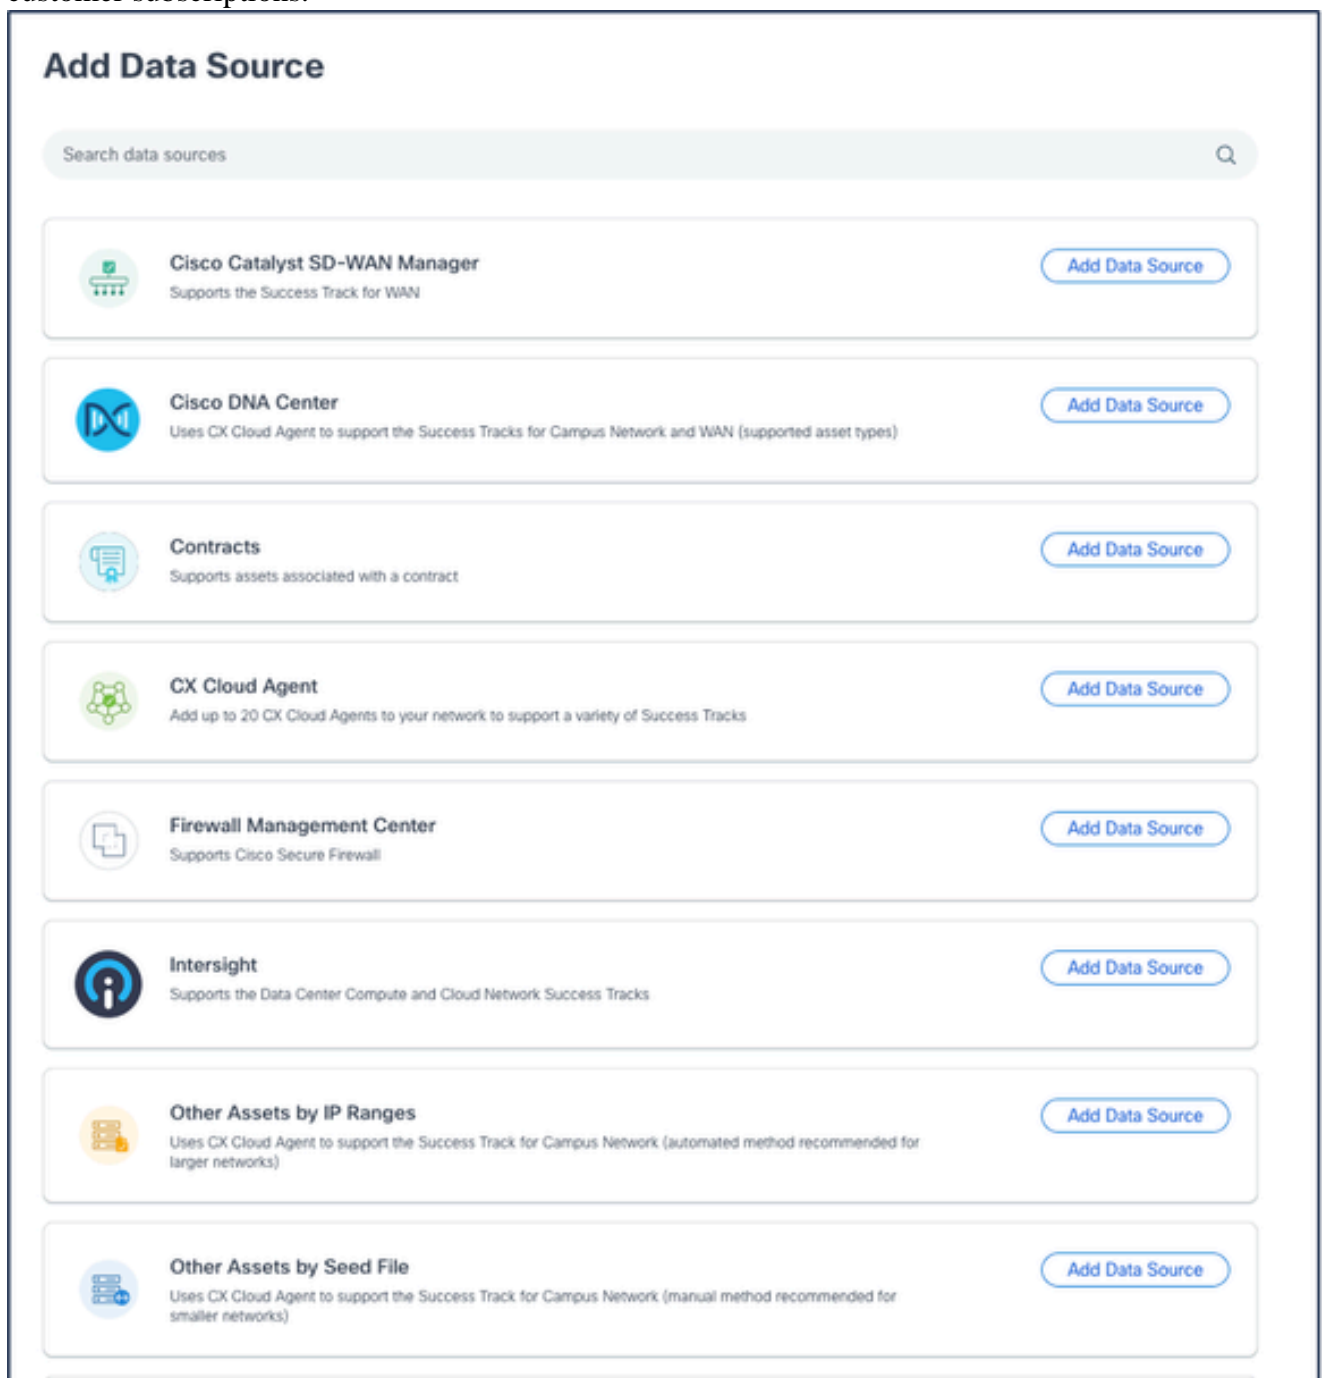 customer subscriptions.
Add Data Source
Search data sources
Cisco Catalyst SD-WAN Manager
Add Data Source
Supports the Success Track for WAN
Cisco DNA Center
Add Data Source
Uses CX Cloud Agent to support the Success Tracks for Campus Network and WAN (supported asset types)
Contracts
Add Data Source
Supports assets associated with a contract
CX Cloud Agent
Add Data Source
Add up to 20 CX Cloud Agents to your network to support a variety of Success Tracks
Firewall Management Center
Add Data Source
Supports Cisco Secure Firewall
Intersight
Add Data Source
Supports the Data Center Compute and Cloud Network Success Tracks
Other Assets by IP Ranges
Add Data Source
Uses CX Cloud Agent to support the Success Track for Campus Network (automated method recommended for
larger networks)
Other Assets by Seed File
Add Data Source
Uses CX Cloud Agent to support the Success Track for Campus Network (manual method recommended for
smaller networks)